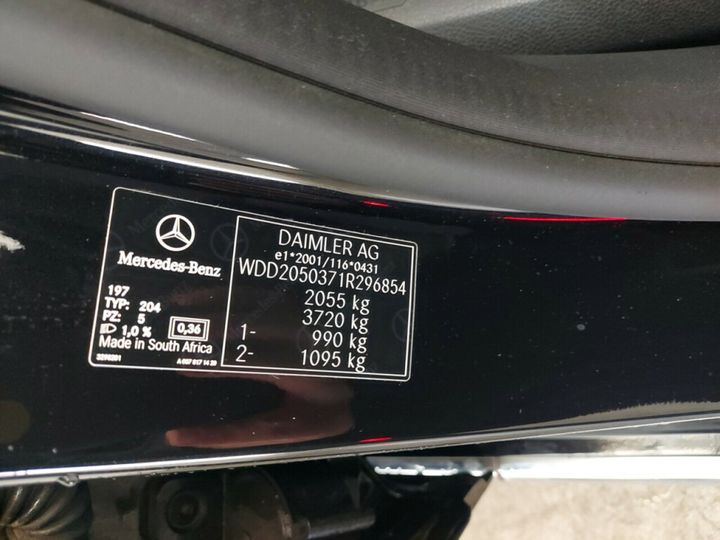 Mercedes-Benz
197
TYP: 204
PZ: 5
1,0 % 0,36
Made in South Africa
DAIMLER AG
e1*2001/116*0431
WDD2050371R296854
2055 kg
3720 kg
1- 990 kg
2- 1095 kg